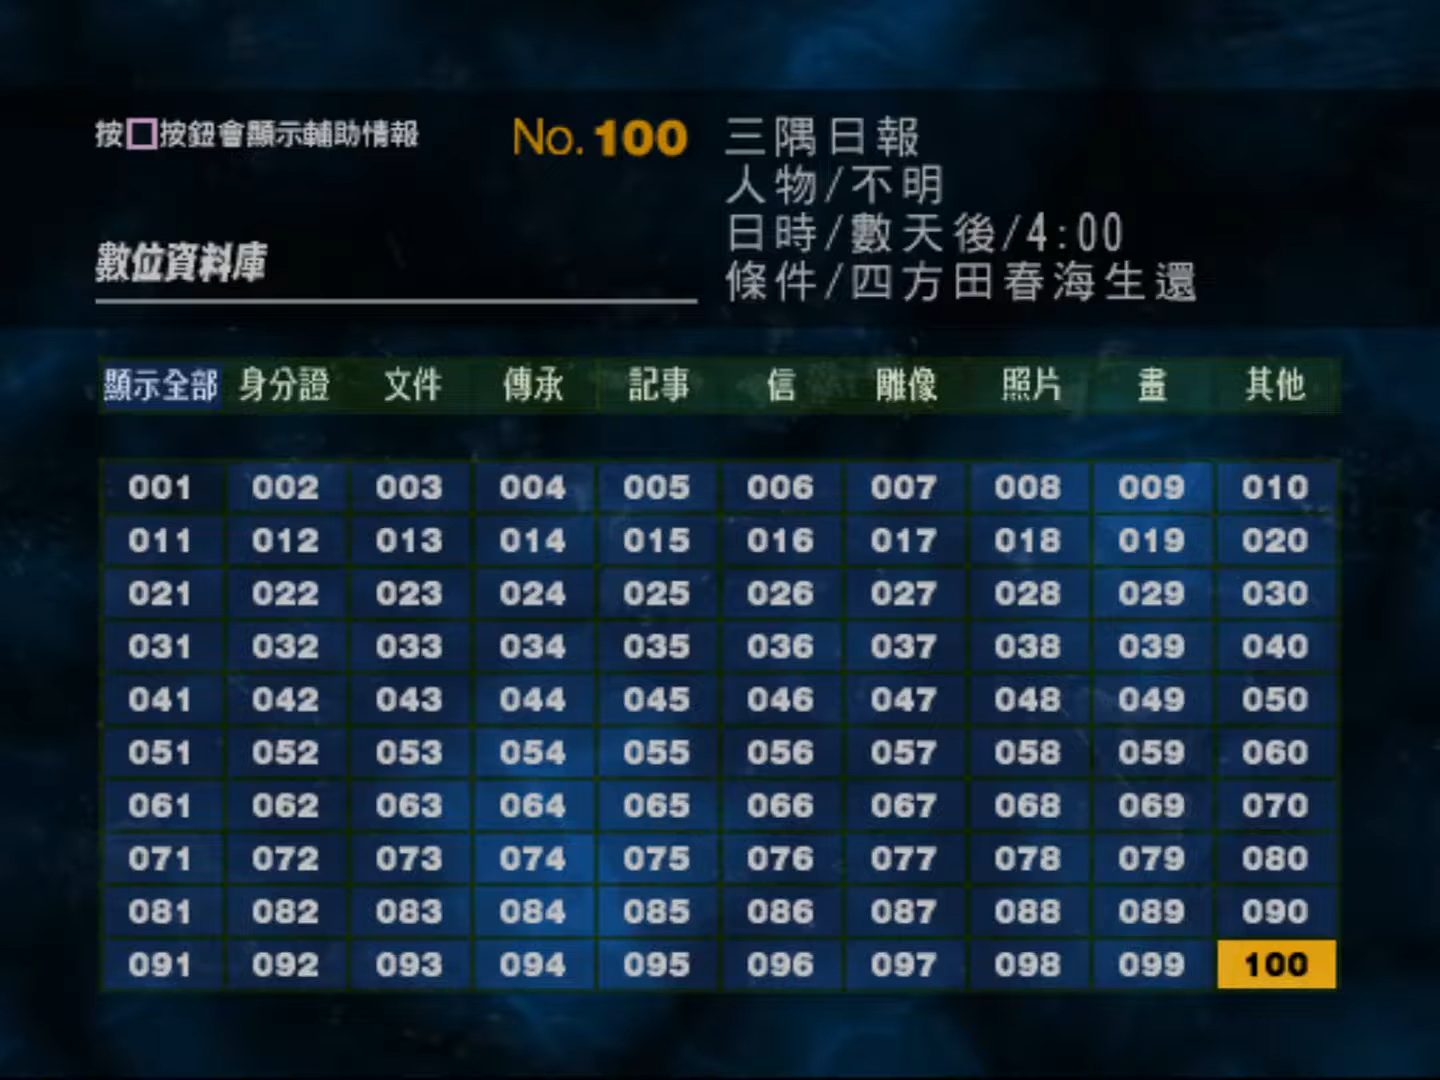 按□按鈕會顯示輔助情報
No.100
三隅日報
人物/不明
日時/數天後/4:00
條件/四方田春海生還
數位資料庫
顯示全部 身分證 文件 傳承 記事 信 雕像 照片 畫 其他
001 002 003 004 005 006 007 008 009 010
011 012 013 014 015 016 017 018 019 020
021 022 023 024 025 026 027 028 029 030
031 032 033 034 035 036 037 038 039 040
041 042 043 044 045 046 047 048 049 050
051 052 053 054 055 056 057 058 059 060
061 062 063 064 065 066 067 068 069 070
071 072 073 074 075 076 077 078 079 080
081 082 083 084 085 086 087 088 089 090
091 092 093 094 095 096 097 098 099 100